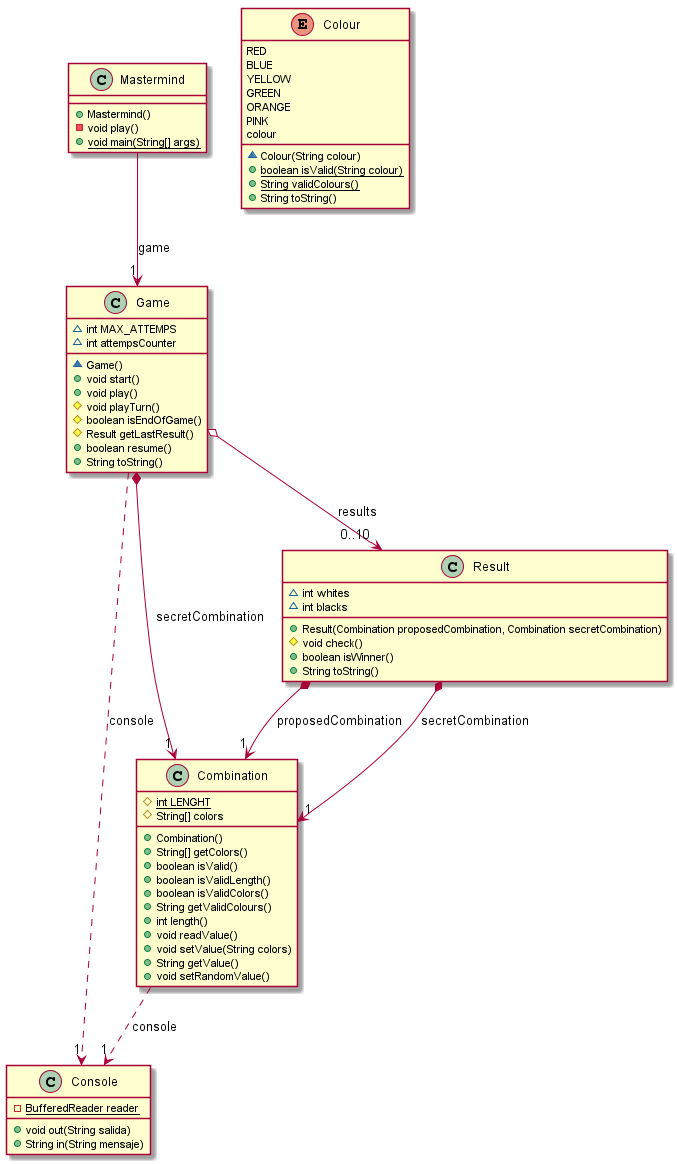 C Mastermind
Mastermind()
void play()
void main(String[] args)
E Colour
RED
BLUE
YELLOW
GREEN
ORANGE
PINK
colour
Colour(String colour)
boolean isValid(String colour)
String validColours()
String toString()
game
1
C Game
int MAX_ATTEMPS
int attempsCounter
Game()
void start()
void play()
void playTurn()
boolean isEndOfGame()
Result getLastResult()
boolean resume()
String toString()
results
0..10
C Result
int whites
int blacks
Result(Combination proposedCombination, Combination secretCombination)
void check()
boolean isWinner()
String toString()
secretCombination
1
console
proposedCombination
1
secretCombination
1
C Combination
int LENGHT
String[] colors
Combination()
String[] getColors()
boolean isValid()
boolean isValidLength()
boolean isValidColors()
String getValidColours()
int length()
void readValue()
void setValue(String colors)
String getValue()
void setRandomValue()
console
1
1
C Console
BufferedReader reader
void out(String salida)
String in(String mensaje)